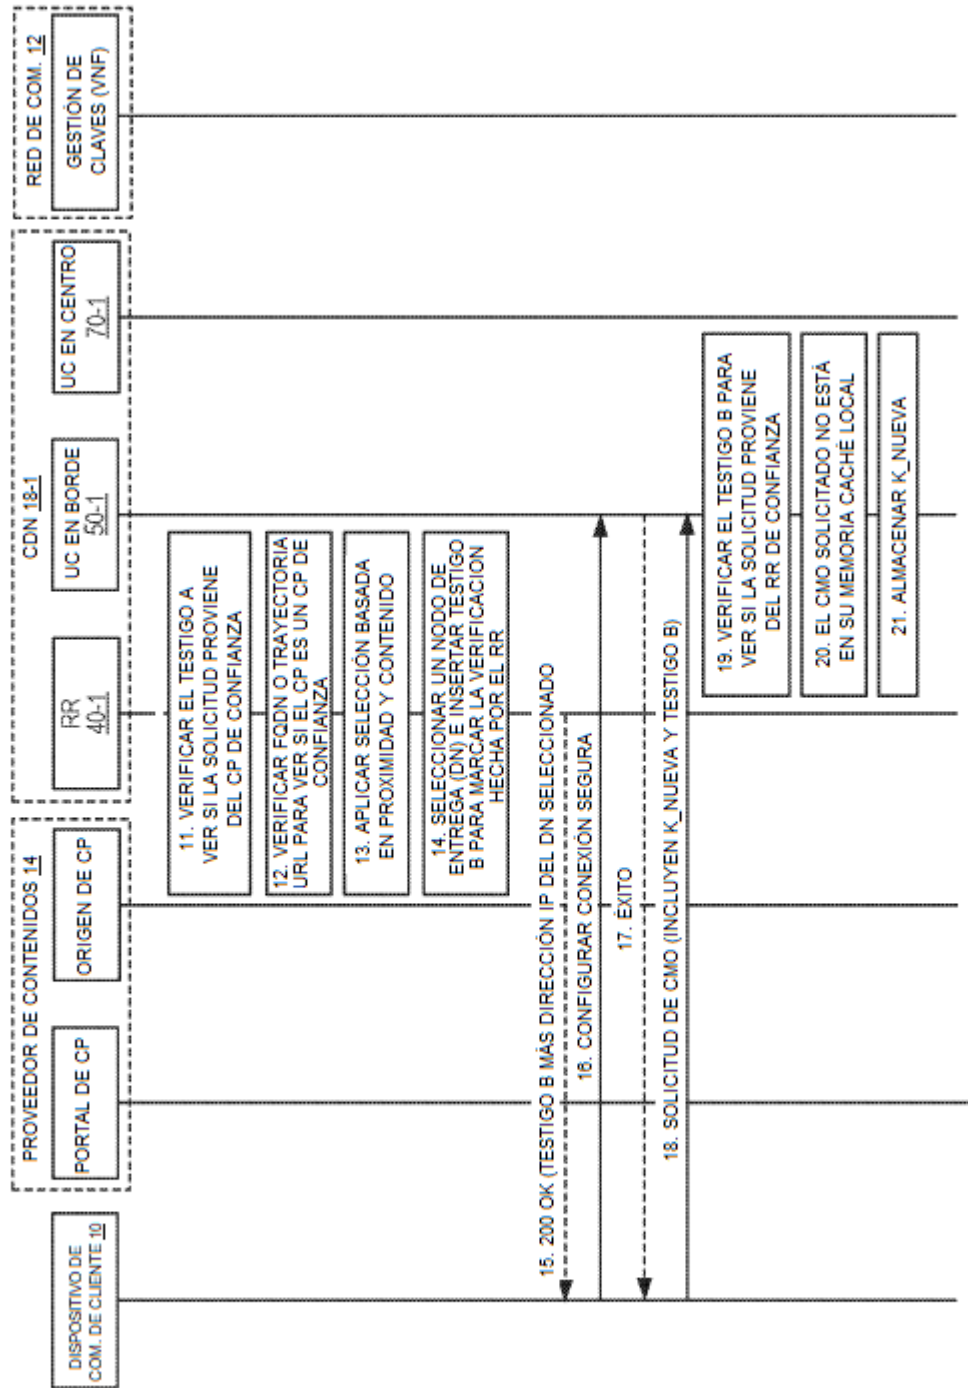 DISPOSITIVO DE
COM. DE CLIENTE 10
PROVEEDOR DE CONTENIDOS 14
PORTAL DE CP
ORIGEN DE CP
CDN 18-1
RR
40-1
UC EN BORDE
50-1
UC EN CENTRO
70-1
RED DE COM. 12
GESTIÓN DE
CLAVES (VNF)
11. VERIFICAR EL TESTIGO A
VER SI LA SOLICITUD PROVIENE
DEL CP DE CONFIANZA
12. VERIFICAR FQDN O TRAYECTORIA
URL PARA VER SI EL CP ES UN CP DE
CONFIANZA
13. APLICAR SELECCIÓN BASADA
EN PROXIMIDAD Y CONTENIDO
14. SELECCIONAR UN NODO DE
ENTREGA (DN) E INSERTAR TESTIGO
B PARA MARCAR LA VERIFICACION
HECHA POR EL RR
15. 200 OK (TESTIGO B MÁS DIRECCIÓN IP DEL DN SELECCIONADO
16. CONFIGURAR CONEXIÓN SEGURA
17. ÉXITO
18. SOLICITUD DE CMO (INCLUYEN K_NUEVA Y TESTIGO B)
19. VERIFICAR EL TESTIGO B PARA
VER SI LA SOLICITUD PROVIENE
DEL RR DE CONFIANZA
20. EL CMO SOLICITADO NO ESTÁ
EN SU MEMORIA CACHÉ LOCAL
21. ALMACENAR K_NUEVA